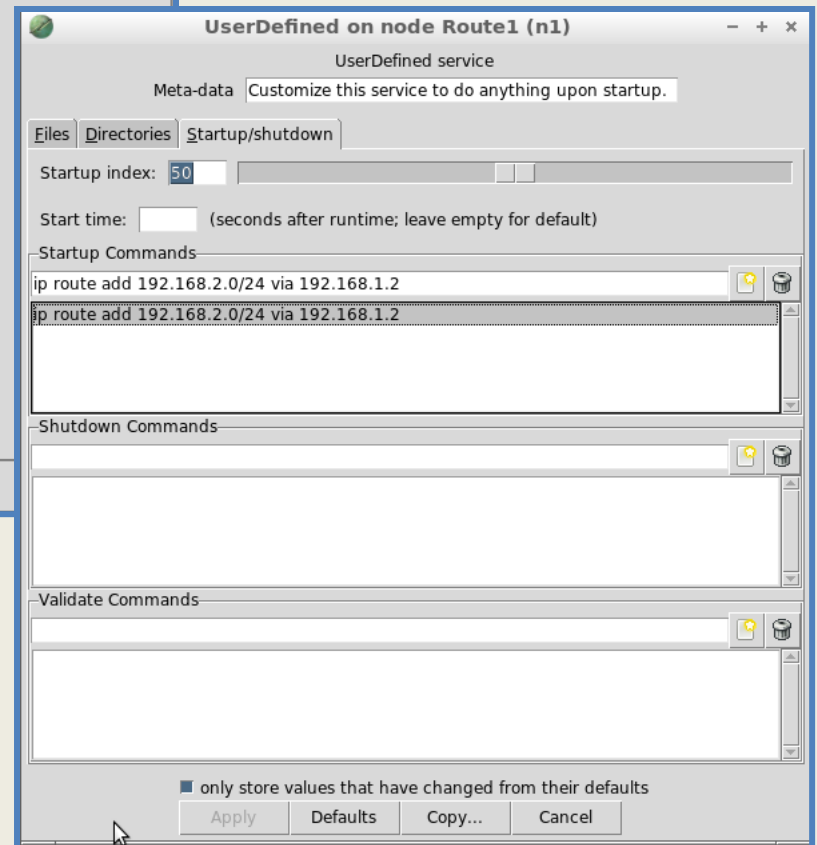 UserDefined on node Route1 (n1)
UserDefined service
Meta-data Customize this service to do anything upon startup.
Files Directories Startup/shutdown
Startup index: 50
Start time: (seconds after runtime; leave empty for default)
Startup Commands
ip route add 192.168.2.0/24 via 192.168.1.2
ip route add 192.168.2.0/24 via 192.168.1.2
Shutdown Commands
Validate Commands
only store values that have changed from their defaults
Apply Defaults Copy... Cancel